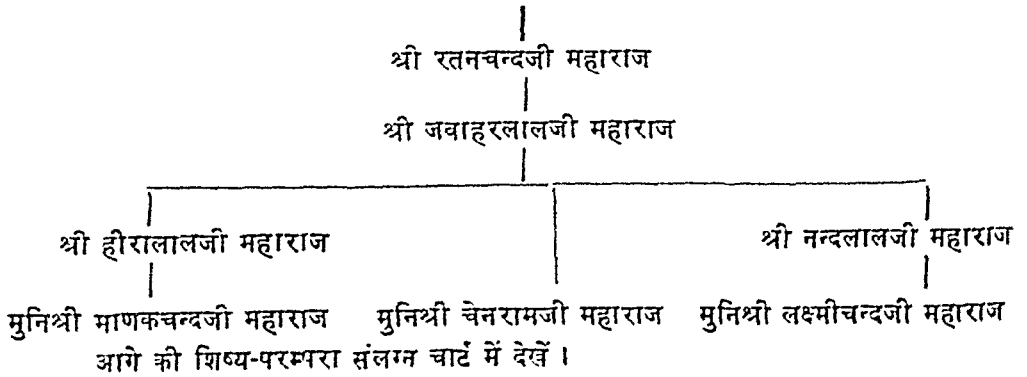 श्री रतनचन्दजी महाराज
श्री जवाहरलालजी महाराज
श्री हीरालालजी महाराज श्री नन्दलालजी महाराज
मुनिश्री माणकचन्दजी महाराज मुनिश्री चेनरामजी महाराज मुनिश्री लक्ष्मीचन्दजी महाराज
आगे की शिष्य-परम्परा संलग्न चार्ट में देखें ।